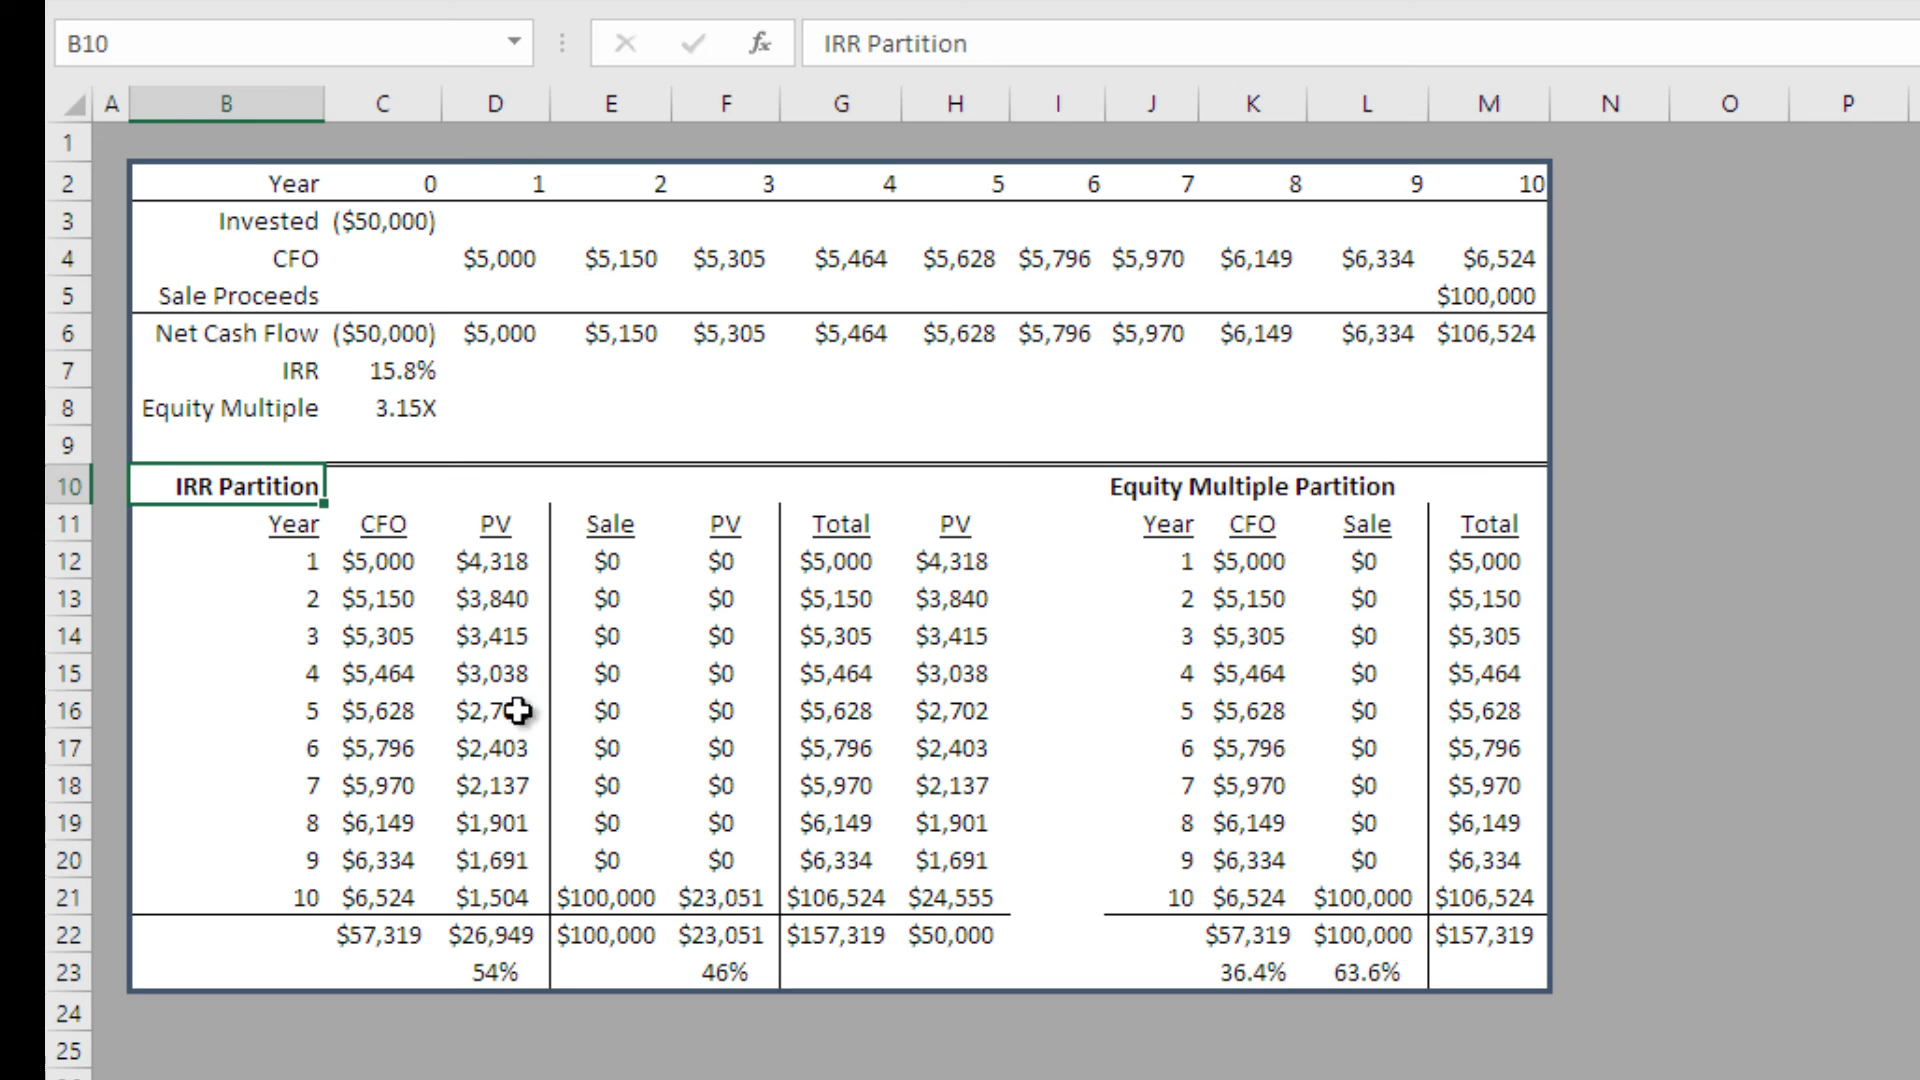 B10 fx IRR Partition
A B C D E F G H I J K L M N O P
1
2 Year 0 1 2 3 4 5 6 7 8 9 10
3 Invested ($50,000)
4 CFO $5,000 $5,150 $5,305 $5,464 $5,628 $5,796 $5,970 $6,149 $6,334 $6,524
5 Sale Proceeds $100,000
6 Net Cash Flow ($50,000) $5,000 $5,150 $5,305 $5,464 $5,628 $5,796 $5,970 $6,149 $6,334 $106,524
7 IRR 15.8%
8 Equity Multiple 3.15X
9
10 IRR Partition Equity Multiple Partition
11 Year CFO PV Sale PV Total PV Year CFO Sale Total
12 1 $5,000 $4,318 $0 $0 $5,000 $4,318 1 $5,000 $0 $5,000
13 2 $5,150 $3,840 $0 $0 $5,150 $3,840 2 $5,150 $0 $5,150
14 3 $5,305 $3,415 $0 $0 $5,305 $3,415 3 $5,305 $0 $5,305
15 4 $5,464 $3,038 $0 $0 $5,464 $3,038 4 $5,464 $0 $5,464
16 5 $5,628 $0 $0 $5,628 $2,702 5 $5,628 $0 $5,628
17 6 $5,796 $2,403 $0 $0 $5,796 $2,403 6 $5,796 $0 $5,796
18 7 $5,970 $2,137 $0 $0 $5,970 $2,137 7 $5,970 $0 $5,970
19 8 $6,149 $1,901 $0 $0 $6,149 $1,901 8 $6,149 $0 $6,149
20 9 $6,334 $1,691 $0 $0 $6,334 $1,691 9 $6,334 $0 $6,334
21 10 $6,524 $1,504 $100,000 $23,051 $106,524 $24,555 10 $6,524 $100,000 $106,524
22 $57,319 $26,949 $100,000 $23,051 $157,319 $50,000 $57,319 $100,000 $157,319
23 54% 46% 36.4% 63.6%
24
25